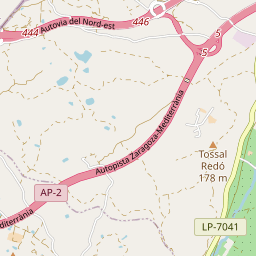 446
5
444
Autovia del Nord-est
5
Autopista Zaragoza-Mediterrània
Tossal
Redó
178 m
AP-2
diterrània
LP-7041